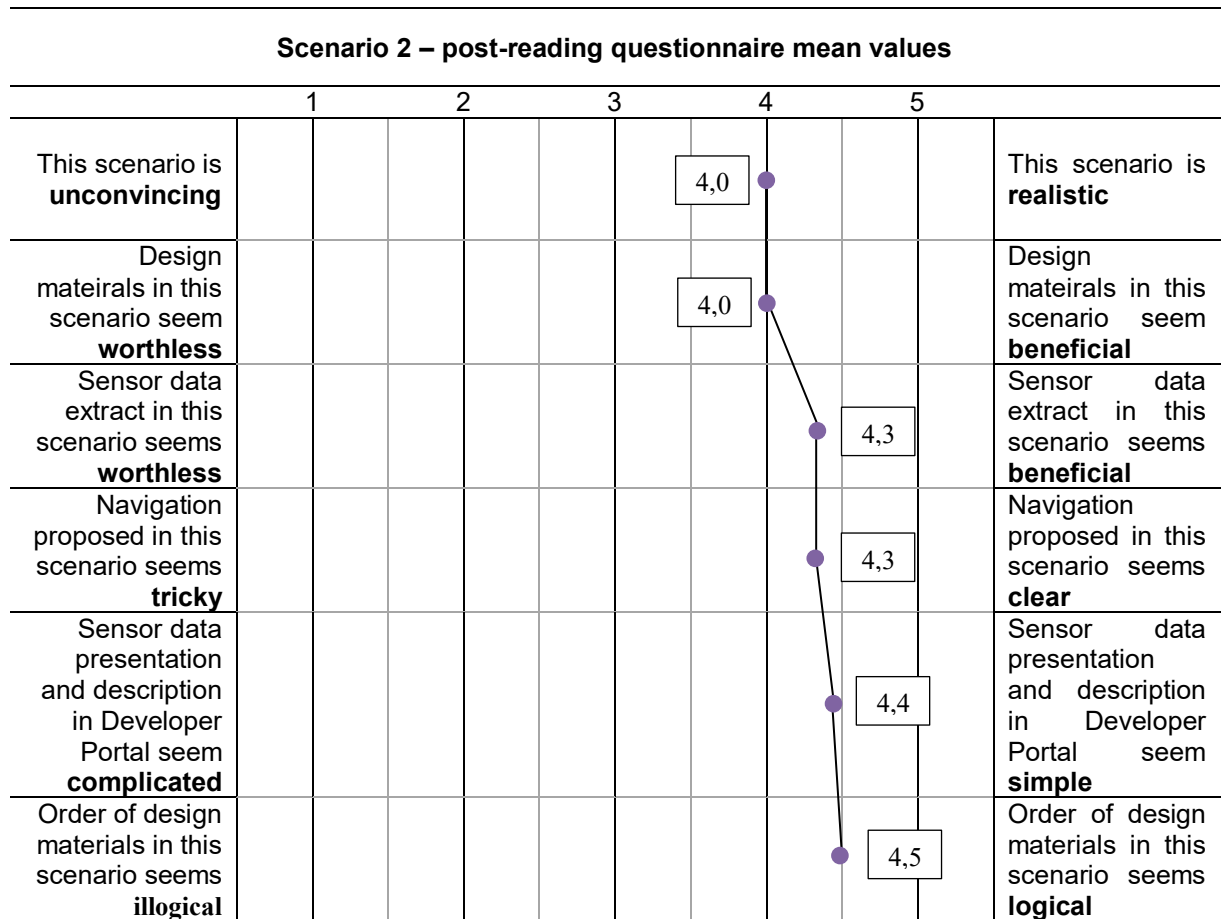 Scenario 2 – post-reading questionnaire mean values
1 2 3 4 5
This scenario is
unconvincing
4,0
This scenario is
realistic
Design
mateirals in this
scenario seem
worthless
4,0
Design
mateirals in this
scenario seem
beneficial
Sensor data
extract in this
scenario seems
worthless
4,3
Sensor data
extract in this
scenario seems
beneficial
Navigation
proposed in this
scenario seems
tricky
4,3
Navigation
proposed in this
scenario seems
clear
Sensor data
presentation
and description
in Developer
Portal seem
complicated
4,4
Sensor data
presentation
and description
in Developer
Portal seem
simple
Order of design
materials in this
scenario seems
illogical
4,5
Order of design
materials in this
scenario seems
logical